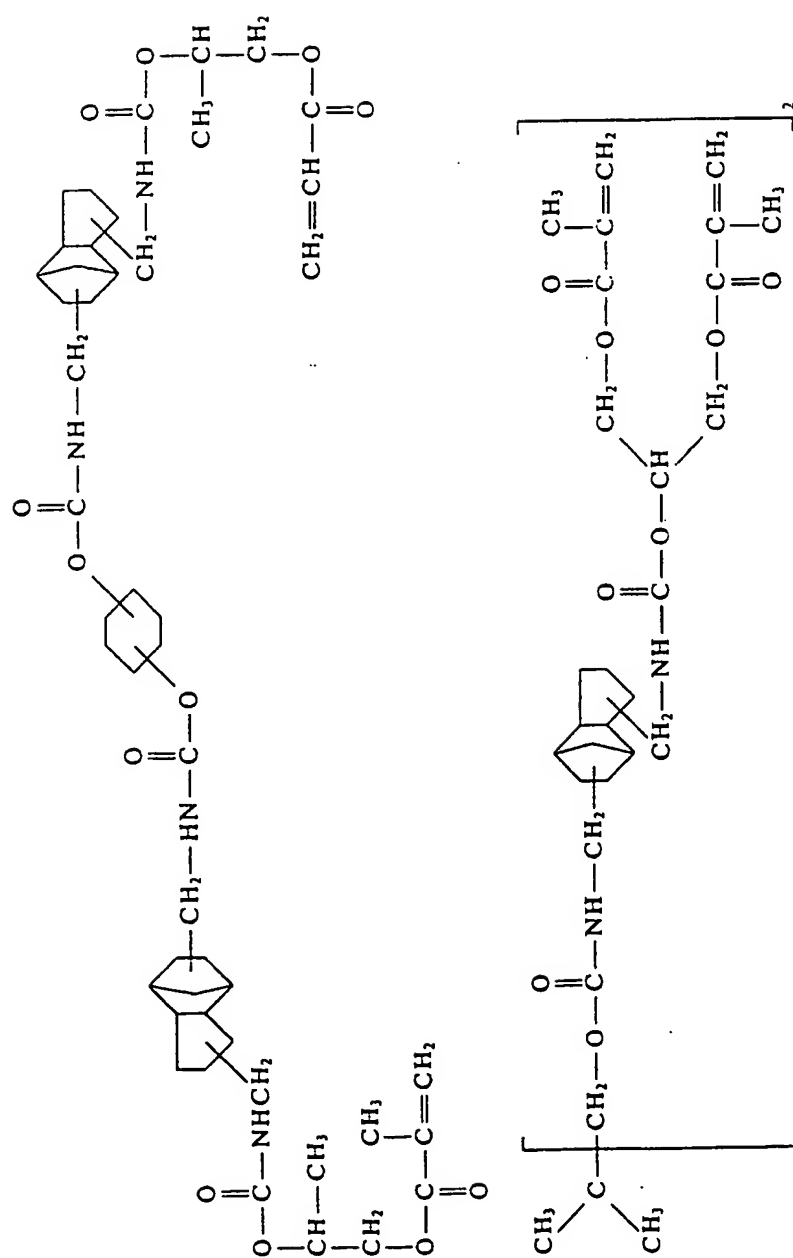 O—CH
O=C CH₃ CH₂
CH₂—NH—C—O
O
CH₂=CH—C=O
O
O=C—NH—CH₂
O
O
O=C—HN—CH₂
NHCH₂
O=C—NH
O—CH—CH₃
CH₂
O—C=O
CH₃ C=CH₂
CH₃ CH₃
C—CH₂—O—C—NH—CH₂
O
CH₂—NH—C—O—CH
O
CH₂—O—C—C=CH₂
O CH₃
CH₂—O—C—C=CH₂
O CH₃
2